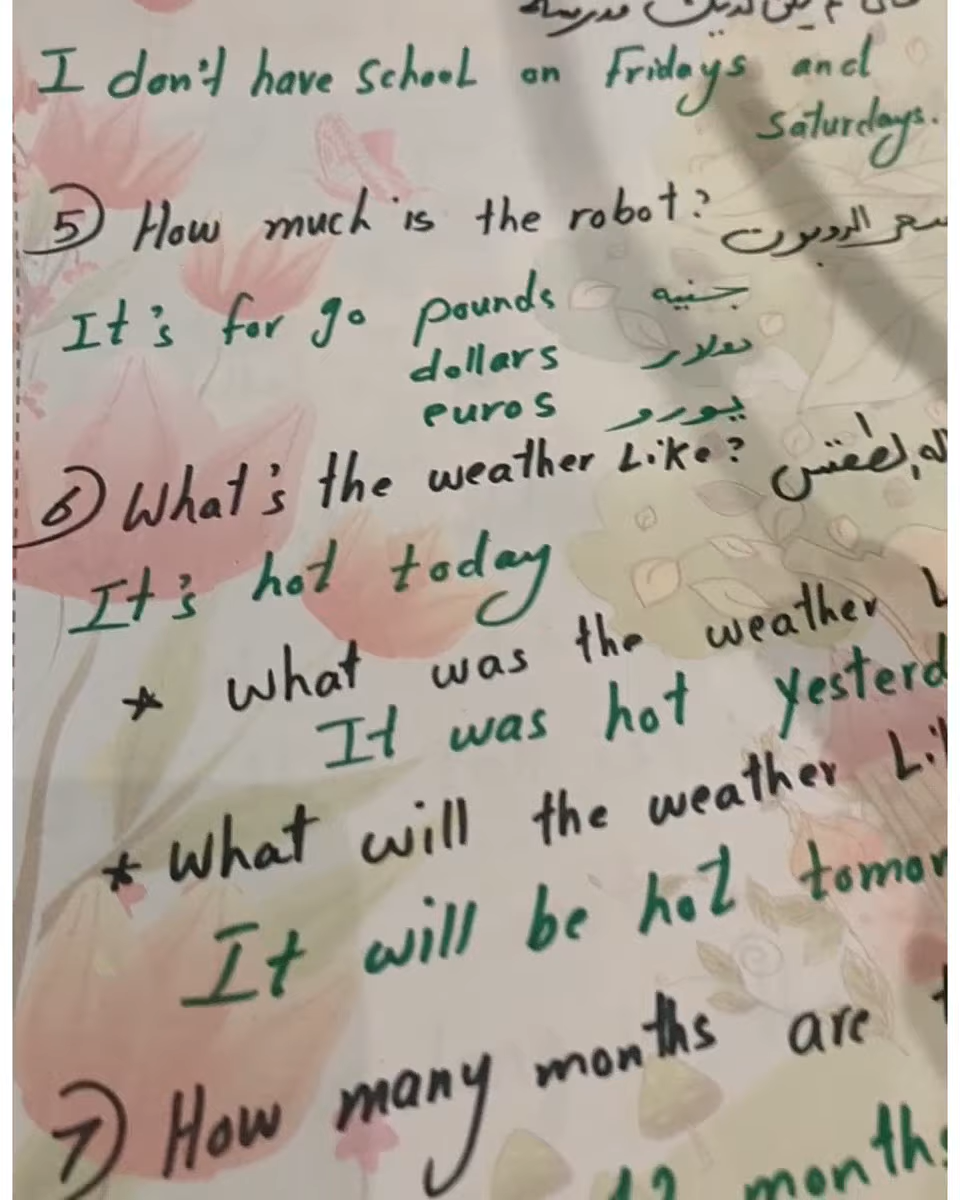 I don't have school on Fridays and
Saturdays.
5 How much is the robot? سعر الروبوت
It's for 90 pounds جنيه
dollars دولار
euros يورو
6 What's the weather Like?
It's hot today
* What was the weather L
It was hot yesterd
* What will the weather Li
It will be hot tomor
7 How many months are t
12 months